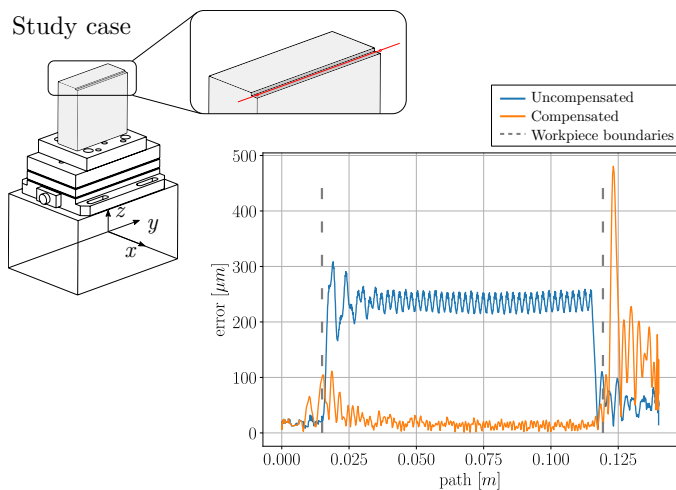 Study case
z
y
x
Uncompensated
Compensated
Workpiece boundaries
500
400
300
200
100
0
error [μm]
0.000
0.025
0.050
0.075
0.100
0.125
path [m]